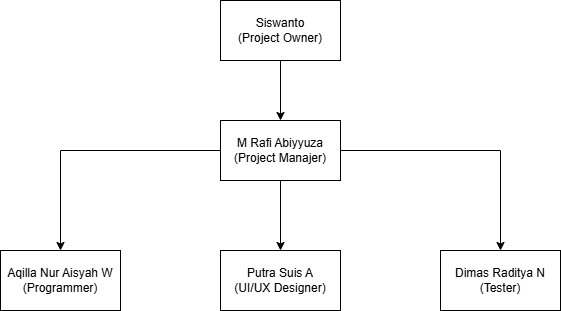 Siswanto
(Project Owner)
M Rafi Abiyyuza
(Project Manajer)
Aqilla Nur Aisyah W
(Programmer)
Putra Suis A
(UI/UX Designer)
Dimas Raditya N
(Tester)